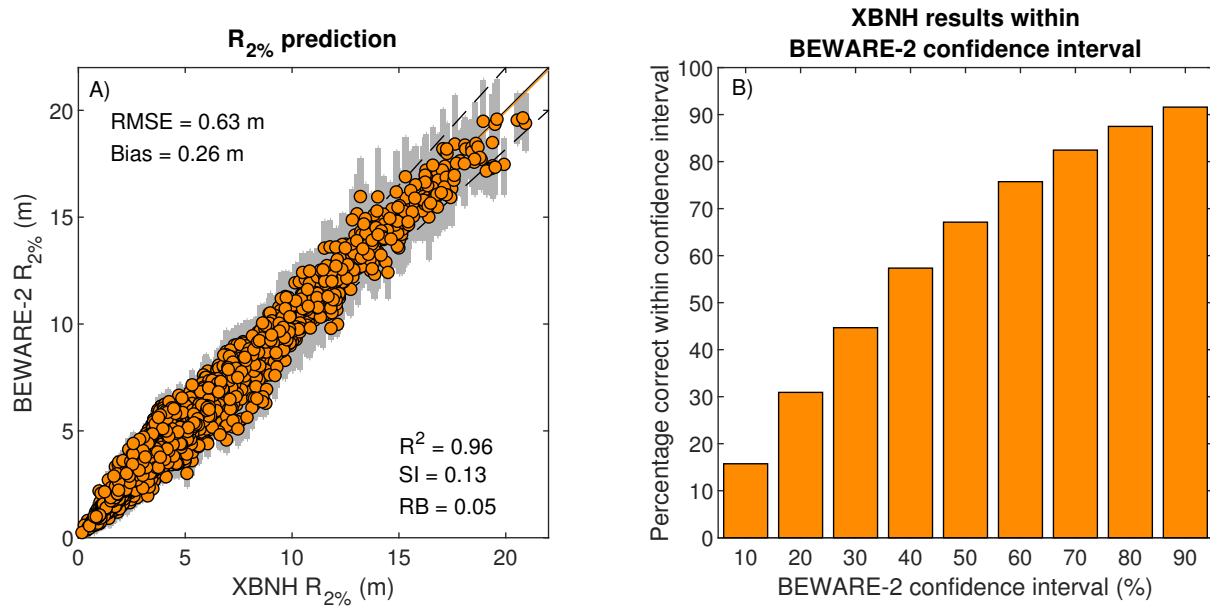 R2% prediction
A)
RMSE = 0.63 m
Bias = 0.26 m
R2 = 0.96
SI = 0.13
RB = 0.05
20
15
10
5
0
0 5 10 15 20
BEWARE-2 R2% (m)
XBNH R2% (m)
XBNH results within
BEWARE-2 confidence interval
B)
100
90
80
70
60
50
40
30
20
10
0
10 20 30 40 50 60 70 80 90
Percentage correct within confidence interval
BEWARE-2 confidence interval (%)